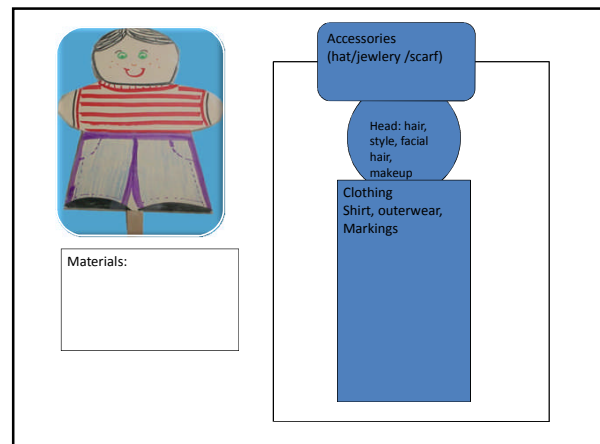 Accessories
(hat/jewlery /scarf)
Head: hair,
style, facial
hair,
makeup
Clothing
Shirt, outerwear,
Markings
Materials: